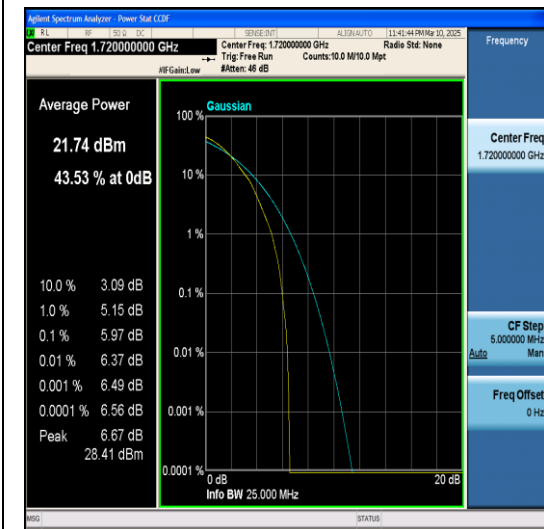 Agilent Spectrum Analyzer - Power Stat CCDF
RL RF 50 Ω DC SENSE:INT ALIGN AUTO 11:41:44 PM Mar 10, 2025
Center Freq 1.720000000 GHz
Center Freq: 1.720000000 GHz Radio Std: None
Trig: Free Run Counts:10.0 M/10.0 Mpt
#IFGain:Low #Atten: 46 dB
Frequency
Average Power
21.74 dBm
43.53 % at 0dB
10.0 % 3.09 dB
1.0 % 5.15 dB
0.1 % 5.97 dB
0.01 % 6.37 dB
0.001 % 6.49 dB
0.0001 % 6.56 dB
Peak 6.67 dB
28.41 dBm
Gaussian
100 %
10 %
1 %
0.1 %
0.01 %
0.001 %
0.0001 %
0 dB 20 dB
Info BW 25.000 MHz
Center Freq
1.720000000 GHz
CF Step
5.000000 MHz
Auto Man
Freq Offset
0 Hz
MSG STATUS